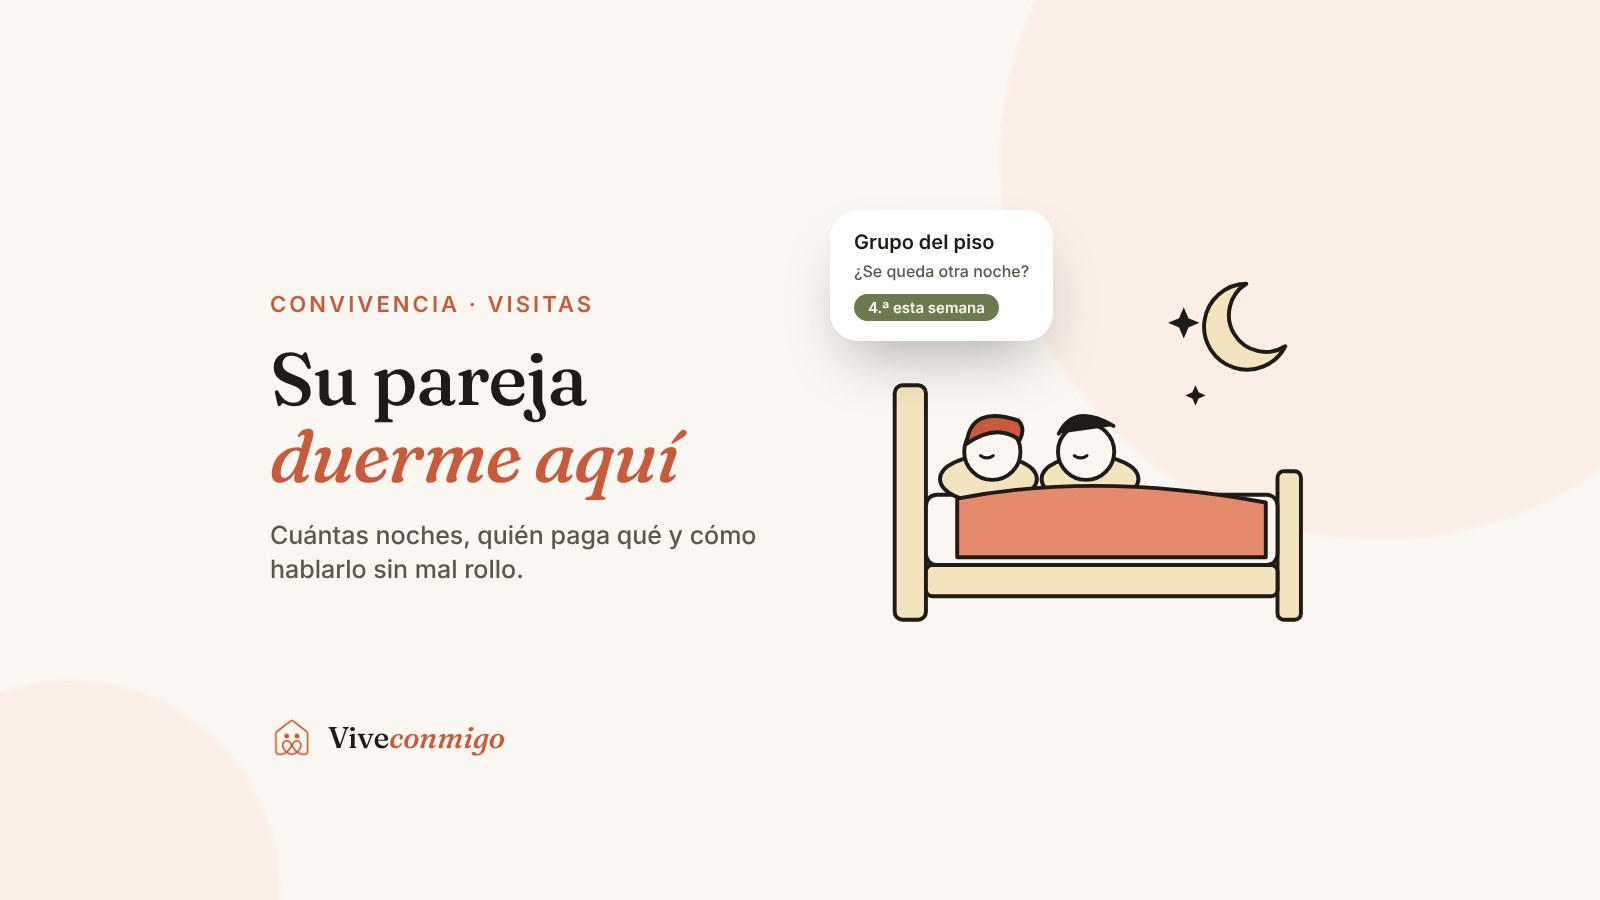 CONVIVENCIA · VISITAS
Su pareja
duerme aquí
Cuántas noches, quién paga qué y cómo
hablarlo sin mal rollo.
Grupo del piso
¿Se queda otra noche?
4.ª esta semana
Viveconmigo